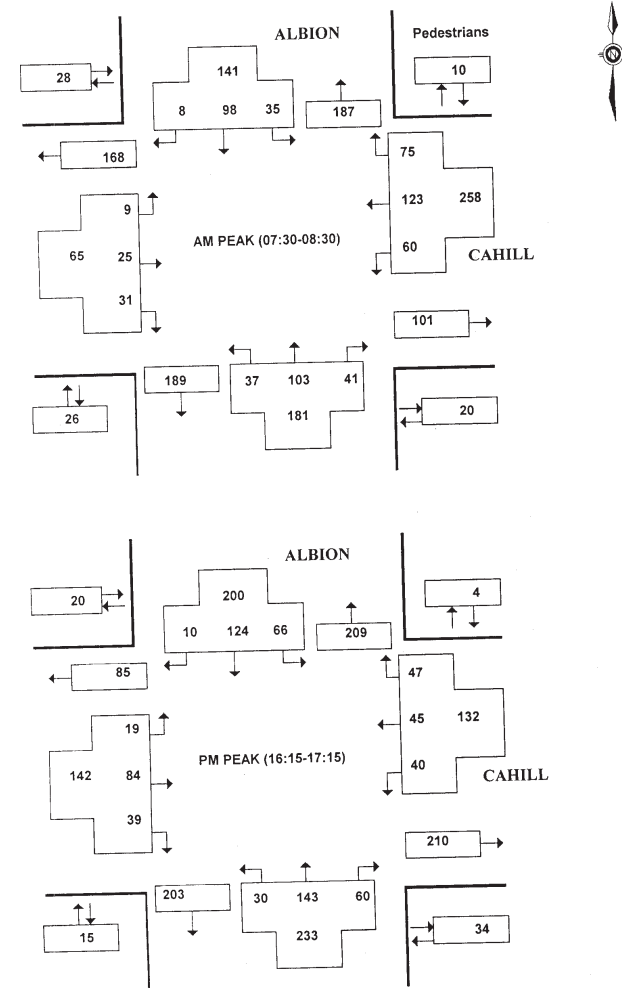 ALBION
Pedestrians
N
28
141
10
8 98 35
187
168
75
9
123 258
65 25
AM PEAK (07:30-08:30)
60
CAHILL
31
101
189
37 103 41
26
181
20
ALBION
20
200
4
10 124 66
209
85
47
19
45 132
142 84
PM PEAK (16:15-17:15)
40
CAHILL
39
210
203
30 143 60
15
233
34